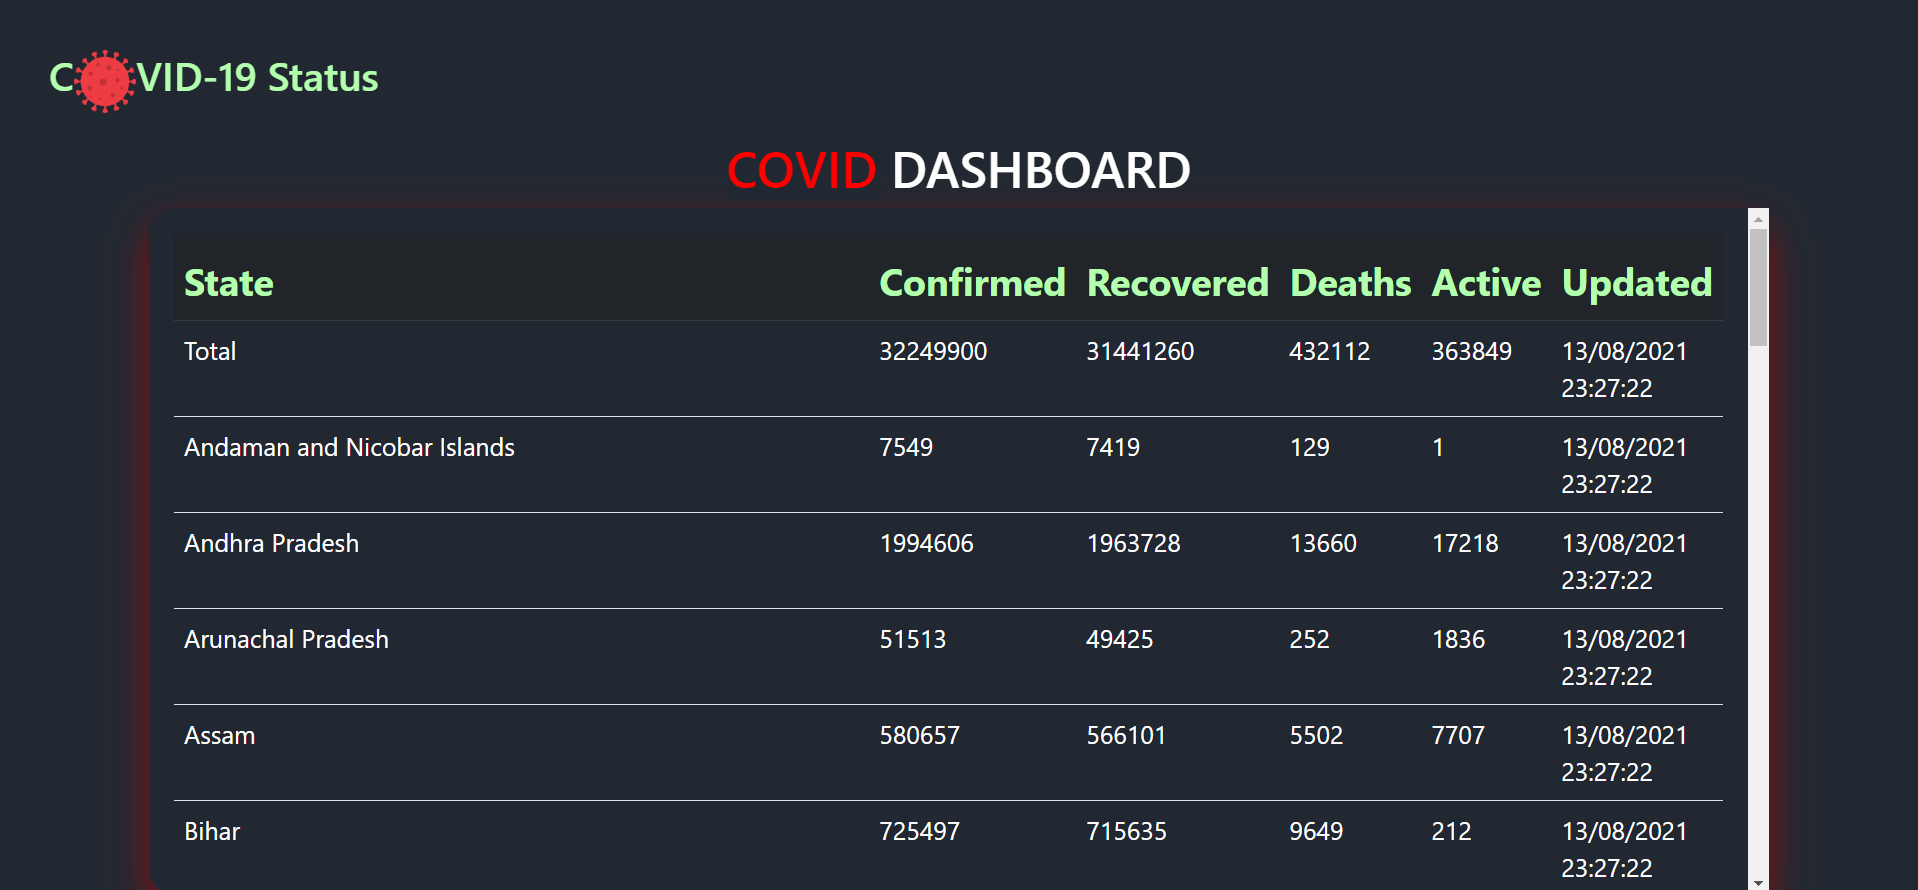 COVID-19 Status
COVID DASHBOARD
State Confirmed Recovered Deaths Active Updated
Total 32249900 31441260 432112 363849 13/08/2021
23:27:22
Andaman and Nicobar Islands 7549 7419 129 1 13/08/2021
23:27:22
Andhra Pradesh 1994606 1963728 13660 17218 13/08/2021
23:27:22
Arunachal Pradesh 51513 49425 252 1836 13/08/2021
23:27:22
Assam 580657 566101 5502 7707 13/08/2021
23:27:22
Bihar 725497 715635 9649 212 13/08/2021
23:27:22